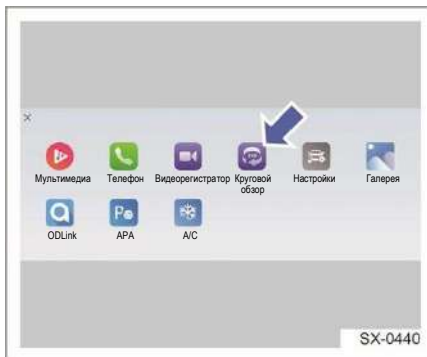 ×
Мультимедиа Телефон Видеорегистратор Круговой обзор Настройки Галерея
ODLink APA A/C
SX-0440